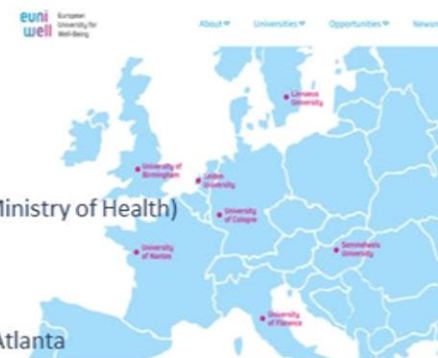 euni
well
European
University for
Well-Being
About
Universities
Opportunities
Linnaeus
University
University of
Birmingham
Leiden
University
University
of Cologne
Ministry of Health)
University
of Nantes
Semmelweis
University
University
of Florence
Atlanta